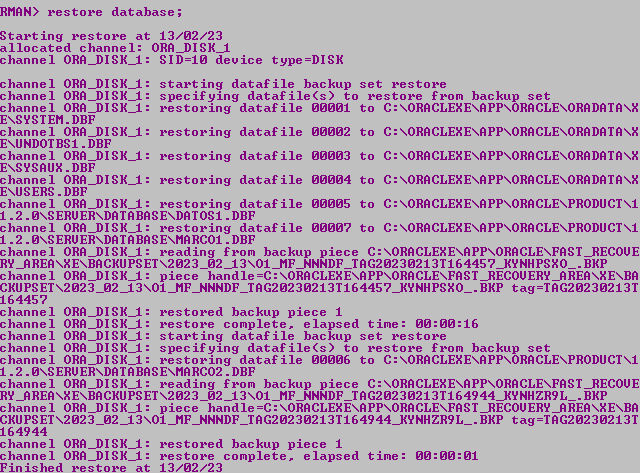 RMAN> restore database;
Starting restore at 13/02/23
allocated channel: ORA_DISK_1
channel ORA_DISK_1: SID=10 device type=DISK
channel ORA_DISK_1: starting datafile backup set restore
channel ORA_DISK_1: specifying datafile(s) to restore from backup set
channel ORA_DISK_1: restoring datafile 00001 to C:\ORACLEXE\APP\ORACLE\ORADATA\X
E\SYSTEM.DBF
channel ORA_DISK_1: restoring datafile 00002 to C:\ORACLEXE\APP\ORACLE\ORADATA\X
E\UNDOTBS1.DBF
channel ORA_DISK_1: restoring datafile 00003 to C:\ORACLEXE\APP\ORACLE\ORADATA\X
E\SYSAUX.DBF
channel ORA_DISK_1: restoring datafile 00004 to C:\ORACLEXE\APP\ORACLE\ORADATA\X
E\USERS.DBF
channel ORA_DISK_1: restoring datafile 00005 to C:\ORACLEXE\APP\ORACLE\PRODUCT\1
1.2.0\SERVER\DATABASE\DATOS1.DBF
channel ORA_DISK_1: restoring datafile 00007 to C:\ORACLEXE\APP\ORACLE\PRODUCT\1
1.2.0\SERVER\DATABASE\MARCO1.DBF
channel ORA_DISK_1: reading from backup piece C:\ORACLEXE\APP\ORACLE\FAST_RECOVE
RY_AREA\XE\BACKUPSET\2023_02_13\O1_MF_NNNDF_TAG20230213T164457_KYNHPSXO_.BKP
channel ORA_DISK_1: piece handle=C:\ORACLEXE\APP\ORACLE\FAST_RECOVERY_AREA\XE\BA
CKUPSET\2023_02_13\O1_MF_NNNDF_TAG20230213T164457_KYNHPSXO_.BKP tag=TAG20230213T
164457
channel ORA_DISK_1: restored backup piece 1
channel ORA_DISK_1: restore complete, elapsed time: 00:00:16
channel ORA_DISK_1: starting datafile backup set restore
channel ORA_DISK_1: specifying datafile(s) to restore from backup set
channel ORA_DISK_1: restoring datafile 00006 to C:\ORACLEXE\APP\ORACLE\PRODUCT\1
1.2.0\SERVER\DATABASE\MARCO2.DBF
channel ORA_DISK_1: reading from backup piece C:\ORACLEXE\APP\ORACLE\FAST_RECOVE
RY_AREA\XE\BACKUPSET\2023_02_13\O1_MF_NNNDF_TAG20230213T164944_KYNHZR9L_.BKP
channel ORA_DISK_1: piece handle=C:\ORACLEXE\APP\ORACLE\FAST_RECOVERY_AREA\XE\BA
CKUPSET\2023_02_13\O1_MF_NNNDF_TAG20230213T164944_KYNHZR9L_.BKP tag=TAG20230213T
164944
channel ORA_DISK_1: restored backup piece 1
channel ORA_DISK_1: restore complete, elapsed time: 00:00:01
Finished restore at 13/02/23